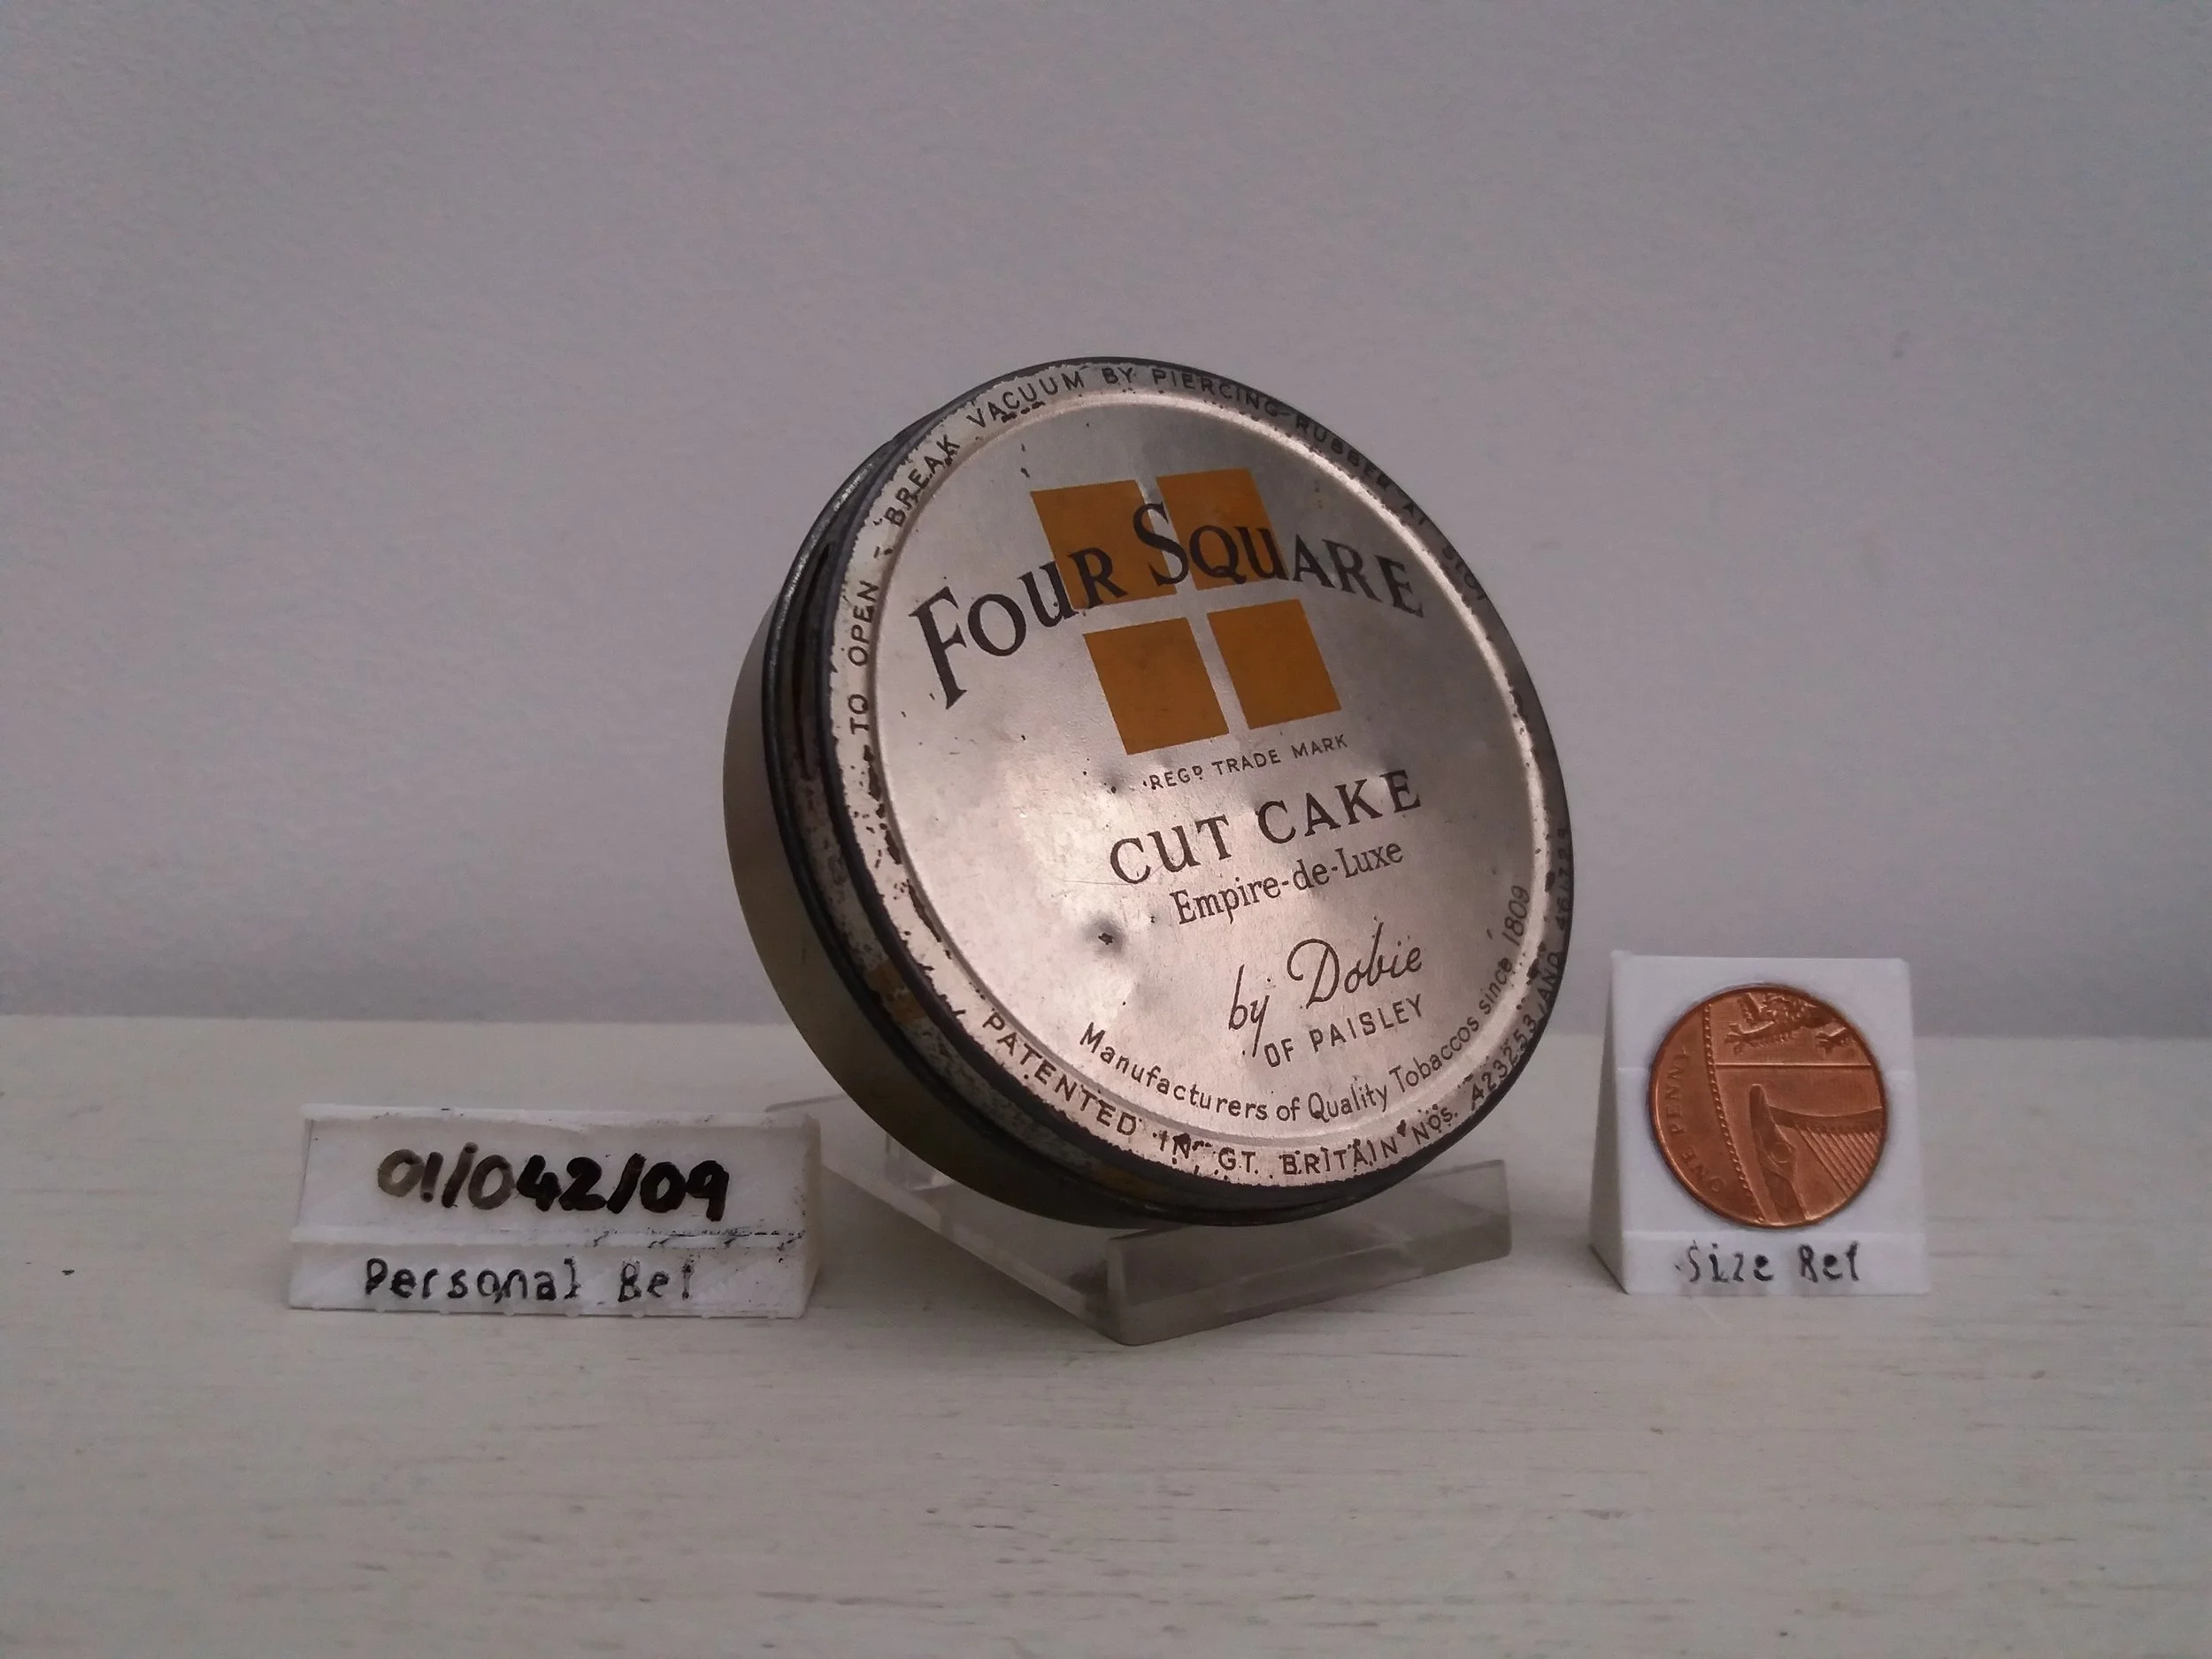 TO OPEN - BREAK VACUUM BY PIERCING RUBBER AT SLOT
FOUR SQUARE
REGD TRADE MARK
CUT CAKE
Empire-de-Luxe
by Dobie
OF PAISLEY
Manufacturers of Quality Tobaccos since 1809
PATENTED IN GT. BRITAIN NOS. 423253 AND
01/042/09
Personal Ref
ONE PENNY
Size Ref